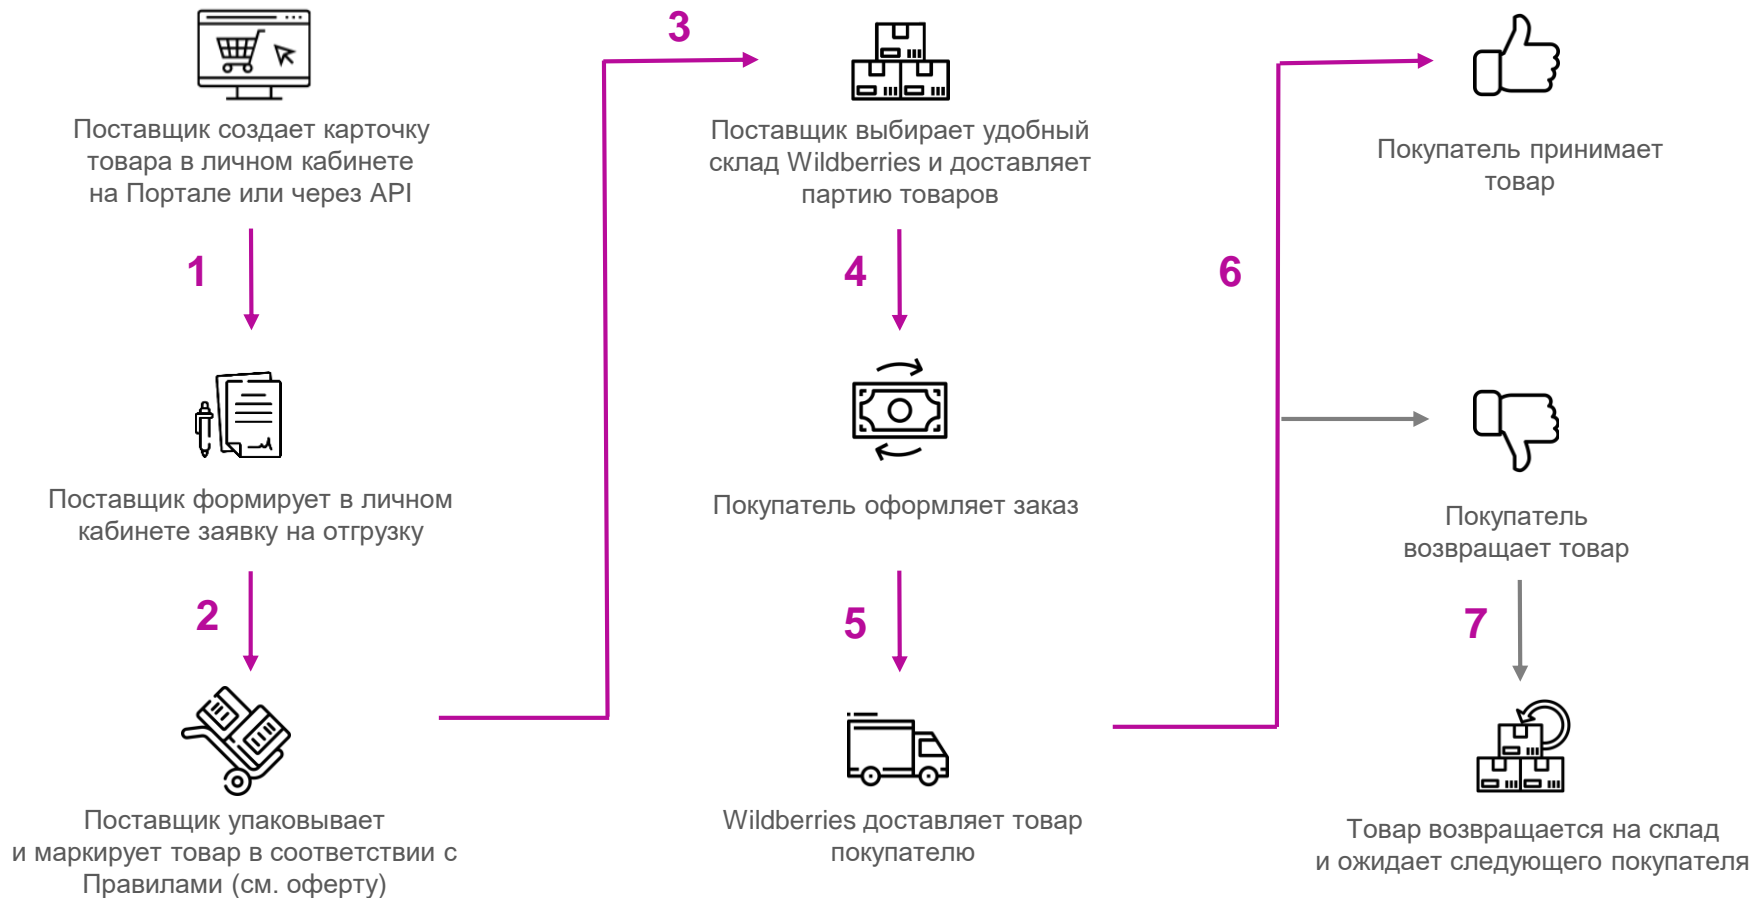 Поставщик создает карточку
товара в личном кабинете
на Портале или через API
1
Поставщик формирует в личном
кабинете заявку на отгрузку
2
Поставщик упаковывает
и маркирует товар в соответствии с
Правилами (см. оферту)
3
Поставщик выбирает удобный
склад Wildberries и доставляет
партию товаров
4
Покупатель оформляет заказ
5
Wildberries доставляет товар
покупателю
6
Покупатель принимает
товар
Покупатель
возвращает товар
7
Товар возвращается на склад
и ожидает следующего покупателя